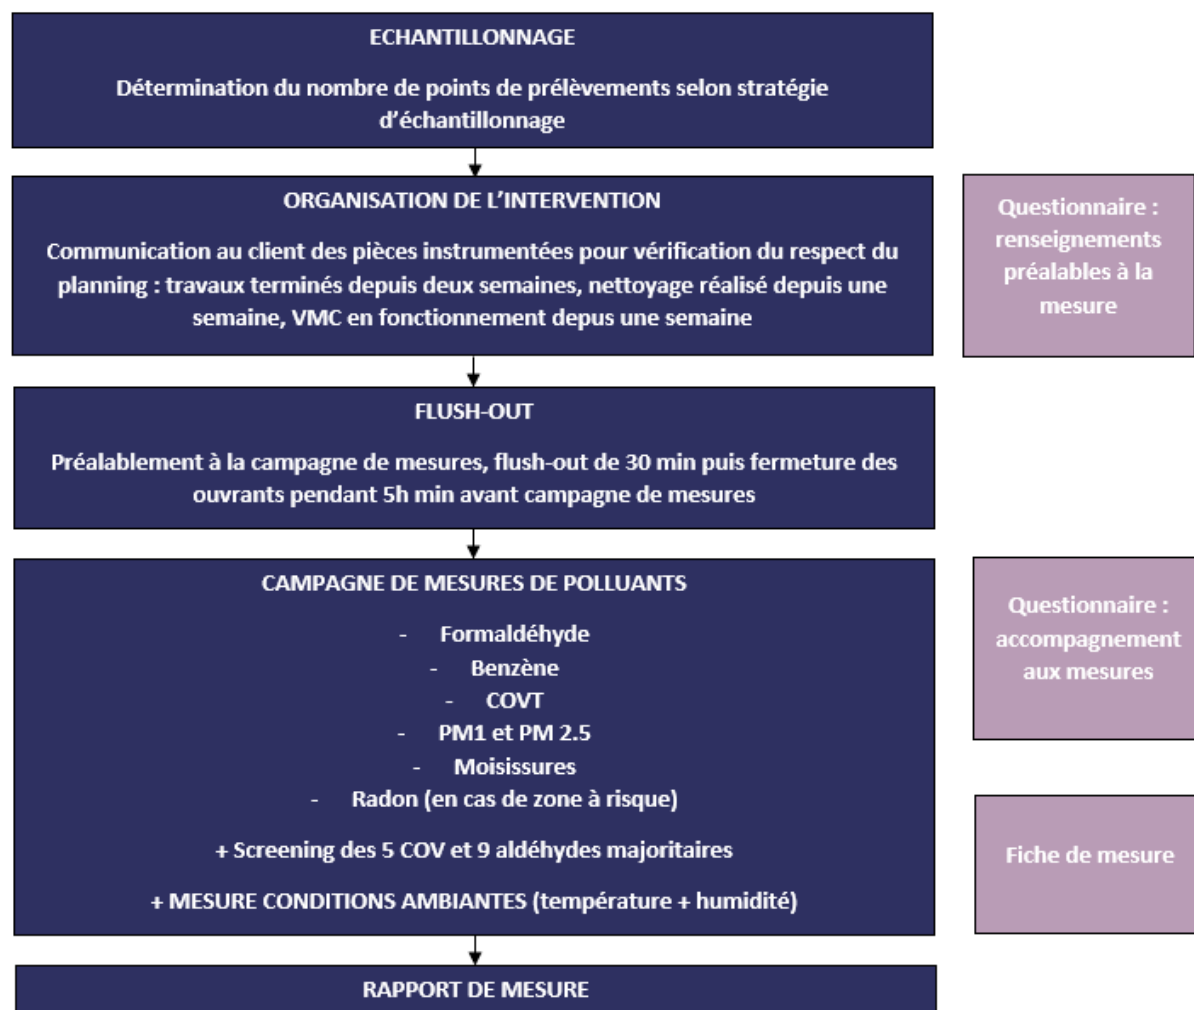 ECHANTILLONNAGE
Détermination du nombre de points de prélèvements selon stratégie
d'échantillonnage
ORGANISATION DE L'INTERVENTION
Communication au client des pièces instrumentées pour vérification du respect du
planning : travaux terminés depuis deux semaines, nettoyage réalisé depuis une
semaine, VMC en fonctionnement depus une semaine
Questionnaire :
renseignements
préalables à la
mesure
FLUSH-OUT
Préalablement à la campagne de mesures, flush-out de 30 min puis fermeture des
ouvrants pendant 5h min avant campagne de mesures
CAMPAGNE DE MESURES DE POLLUANTS
- Formaldéhyde
- Benzène
- COVT
- PM1 et PM 2.5
- Moisissures
- Radon (en cas de zone à risque)
+ Screening des 5 COV et 9 aldéhydes majoritaires
+ MESURE CONDITIONS AMBIANTES (température + humidité)
Questionnaire :
accompagnement
aux mesures
Fiche de mesure
RAPPORT DE MESURE